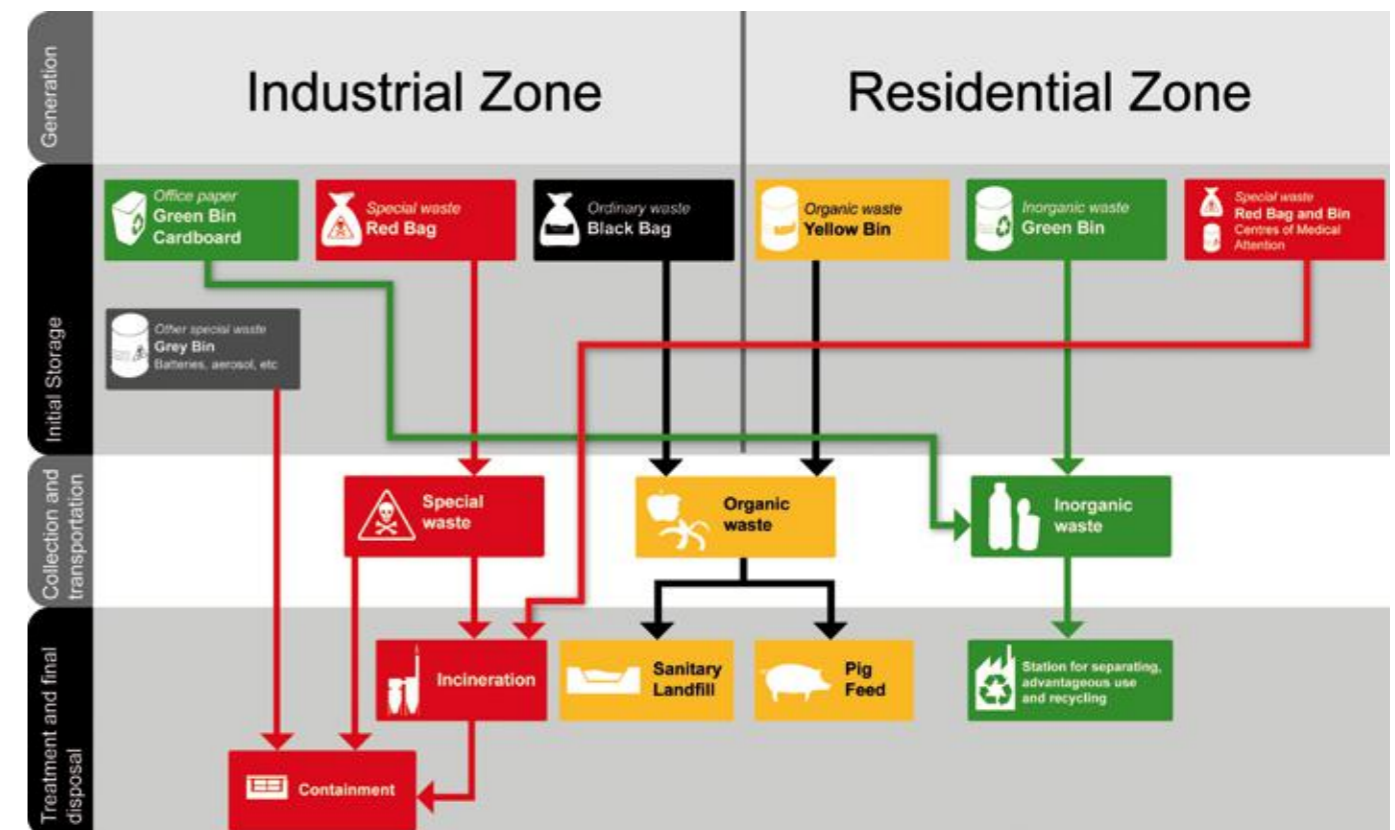 Generation
Industrial Zone
Residential Zone
Initial Storage
Office paper
Green Bin
Cardboard
Special waste
Red Bag
Ordinary waste
Black Bag
Organic waste
Yellow Bin
Inorganic waste
Green Bin
Special waste
Red Bag and Bin
Centres of Medical
Attention
Other special waste
Grey Bin
Batteries, aerosol, etc
Collection and
transportation
Special
waste
Organic
waste
Inorganic
waste
Treatment and final
disposal
Incineration
Sanitary
Landfill
Pig
Feed
Station for separating,
advantageous use
and recycling
Containment